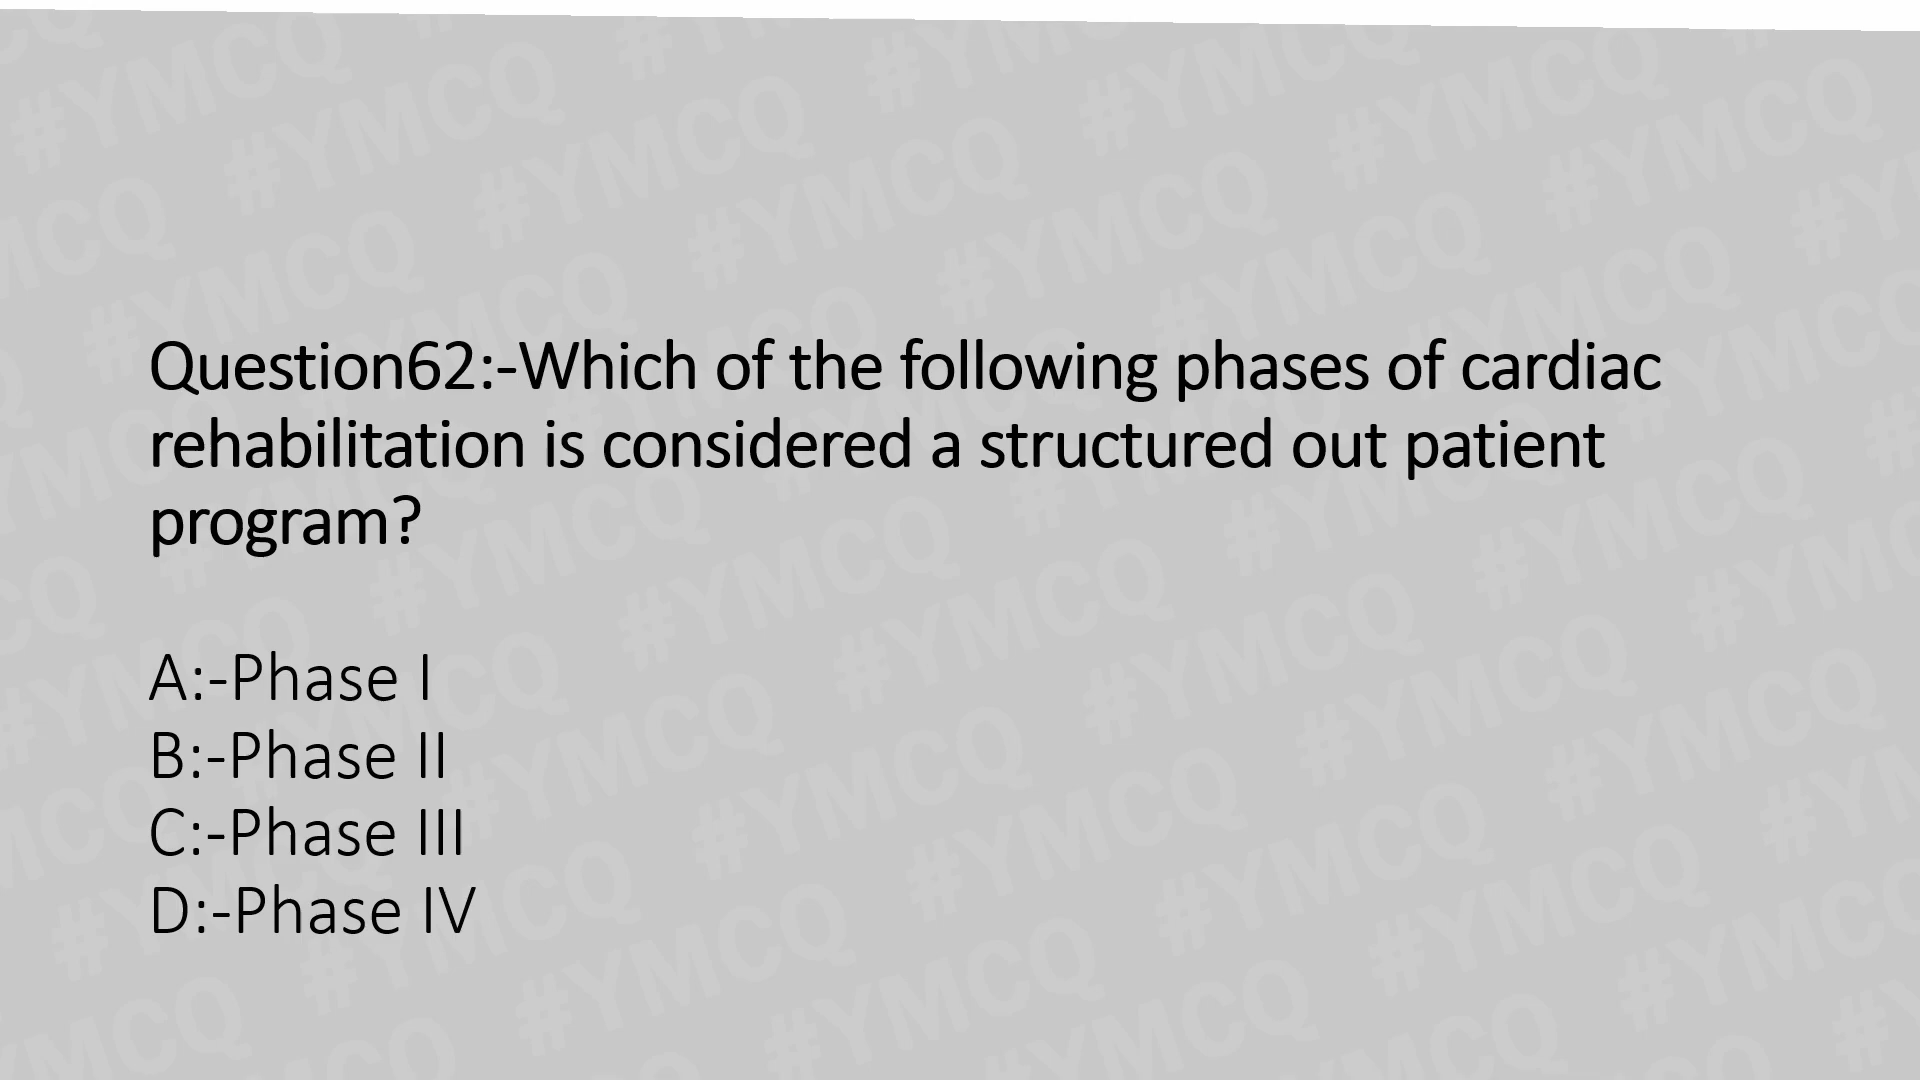 Question62:-Which of the following phases of cardiac
rehabilitation is considered a structured out patient
program?
A:-Phase I
B:-Phase II
C:-Phase III
D:-Phase IV
#YMCQ